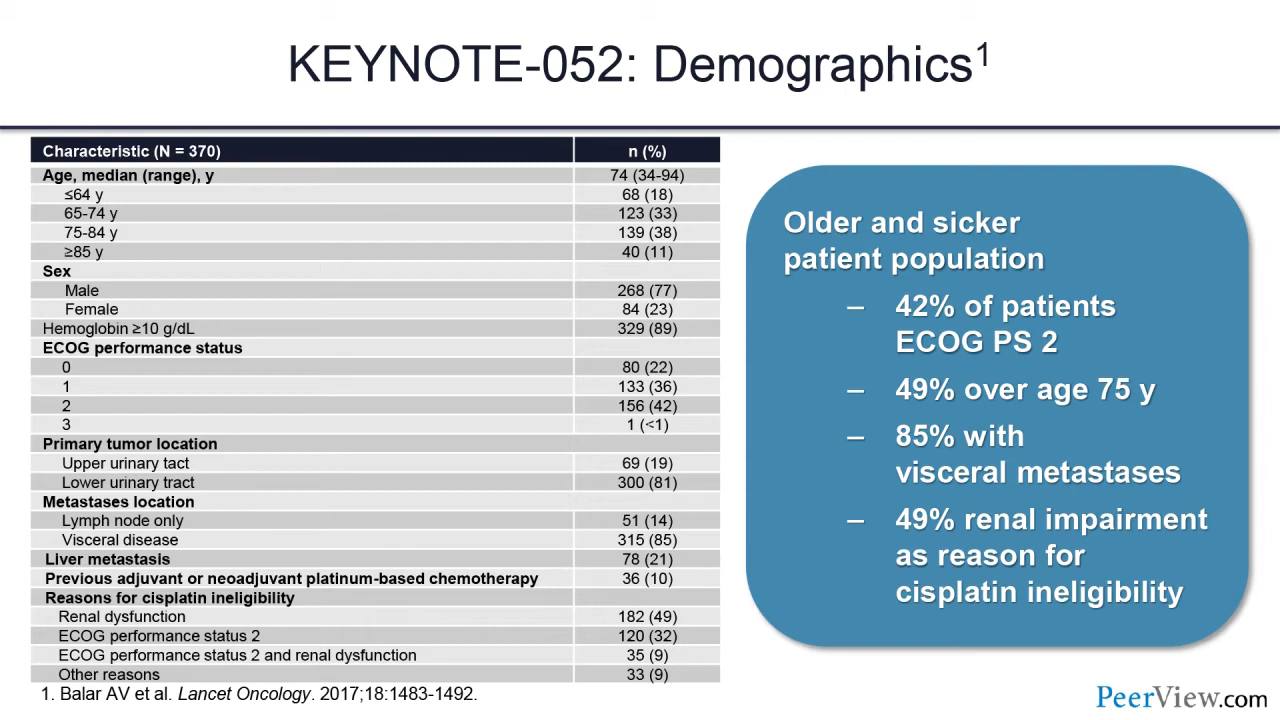 KEYNOTE-052: Demographics1
Characteristic (N = 370) n (%)
Age, median (range), y 74 (34-94)
≤64 y 68 (18)
65-74 y 123 (33)
75-84 y 139 (38)
≥85 y 40 (11)
Sex
Male 268 (77)
Female 84 (23)
Hemoglobin ≥10 g/dL 329 (89)
ECOG performance status
0 80 (22)
1 133 (36)
2 156 (42)
3 1 (<1)
Primary tumor location
Upper urinary tact 69 (19)
Lower urinary tract 300 (81)
Metastases location
Lymph node only 51 (14)
Visceral disease 315 (85)
Liver metastasis 78 (21)
Previous adjuvant or neoadjuvant platinum-based chemotherapy 36 (10)
Reasons for cisplatin ineligibility
Renal dysfunction 182 (49)
ECOG performance status 2 120 (32)
ECOG performance status 2 and renal dysfunction 35 (9)
Other reasons 33 (9)
Older and sicker
patient population
– 42% of patients
ECOG PS 2
– 49% over age 75 y
– 85% with
visceral metastases
– 49% renal impairment
as reason for
cisplatin ineligibility
1. Balar AV et al. Lancet Oncology. 2017;18:1483-1492.
PeerView.com